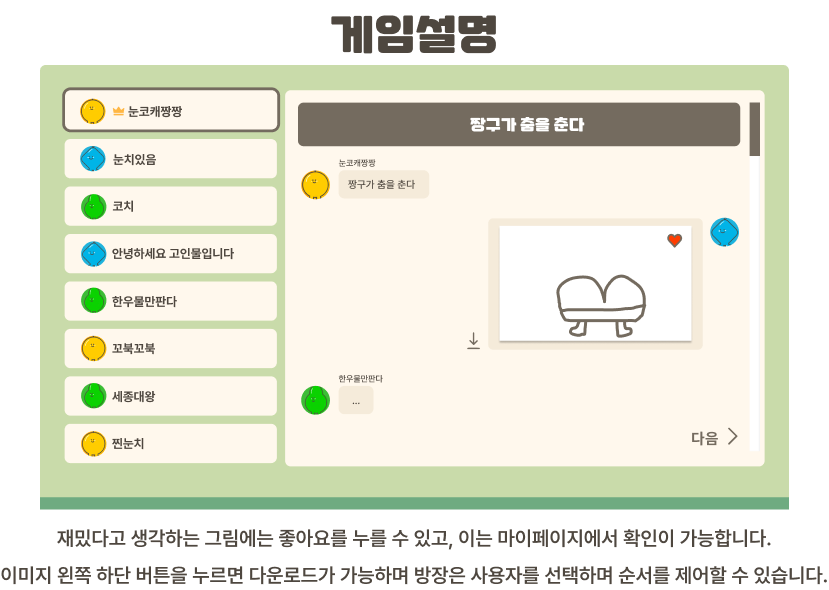 게임설명
눈코캐짱짱
눈치있음
코치
안녕하세요 고인물입니다
한우물만판다
꼬북꼬북
세종대왕
찐눈치
짱구가 춤을 춘다
눈코캐짱짱
짱구가 춤을 춘다
한우물만판다
...
다음
재밌다고 생각하는 그림에는 좋아요를 누를 수 있고, 이는 마이페이지에서 확인이 가능합니다.
이미지 왼쪽 하단 버튼을 누르면 다운로드가 가능하며 방장은 사용자를 선택하며 순서를 제어할 수 있습니다.